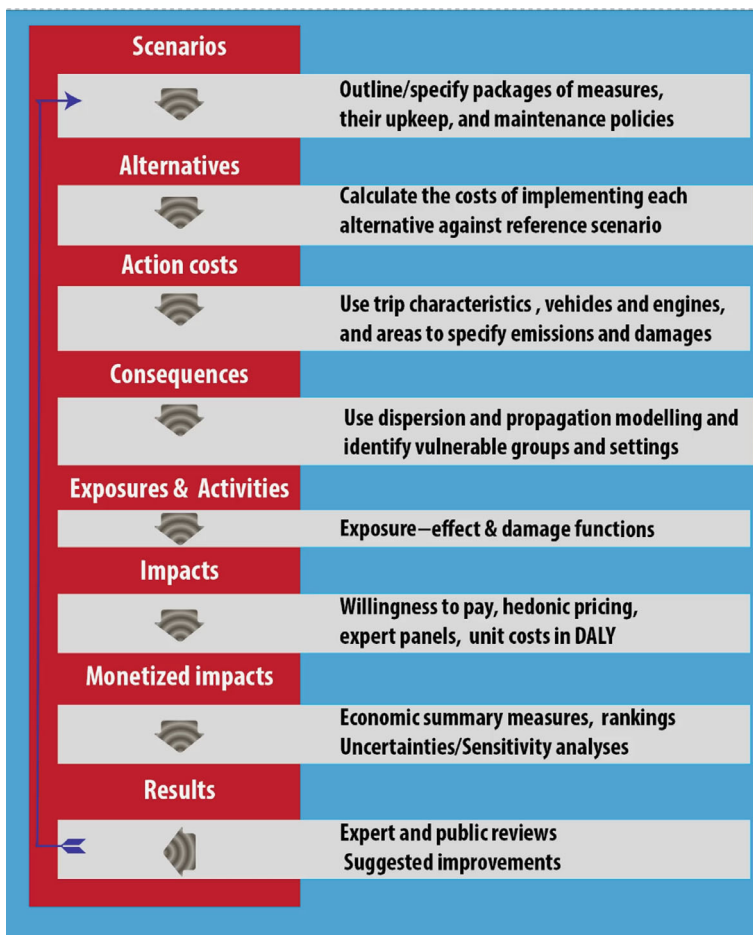 Scenarios
Outline/specify packages of measures,
their upkeep, and maintenance policies
Alternatives
Calculate the costs of implementing each
alternative against reference scenario
Action costs
Use trip characteristics , vehicles and engines,
and areas to specify emissions and damages
Consequences
Use dispersion and propagation modelling and
identify vulnerable groups and settings
Exposures & Activities
Exposure–effect & damage functions
Impacts
Willingness to pay, hedonic pricing,
expert panels, unit costs in DALY
Monetized impacts
Economic summary measures, rankings
Uncertainties/Sensitivity analyses
Results
Expert and public reviews
Suggested improvements